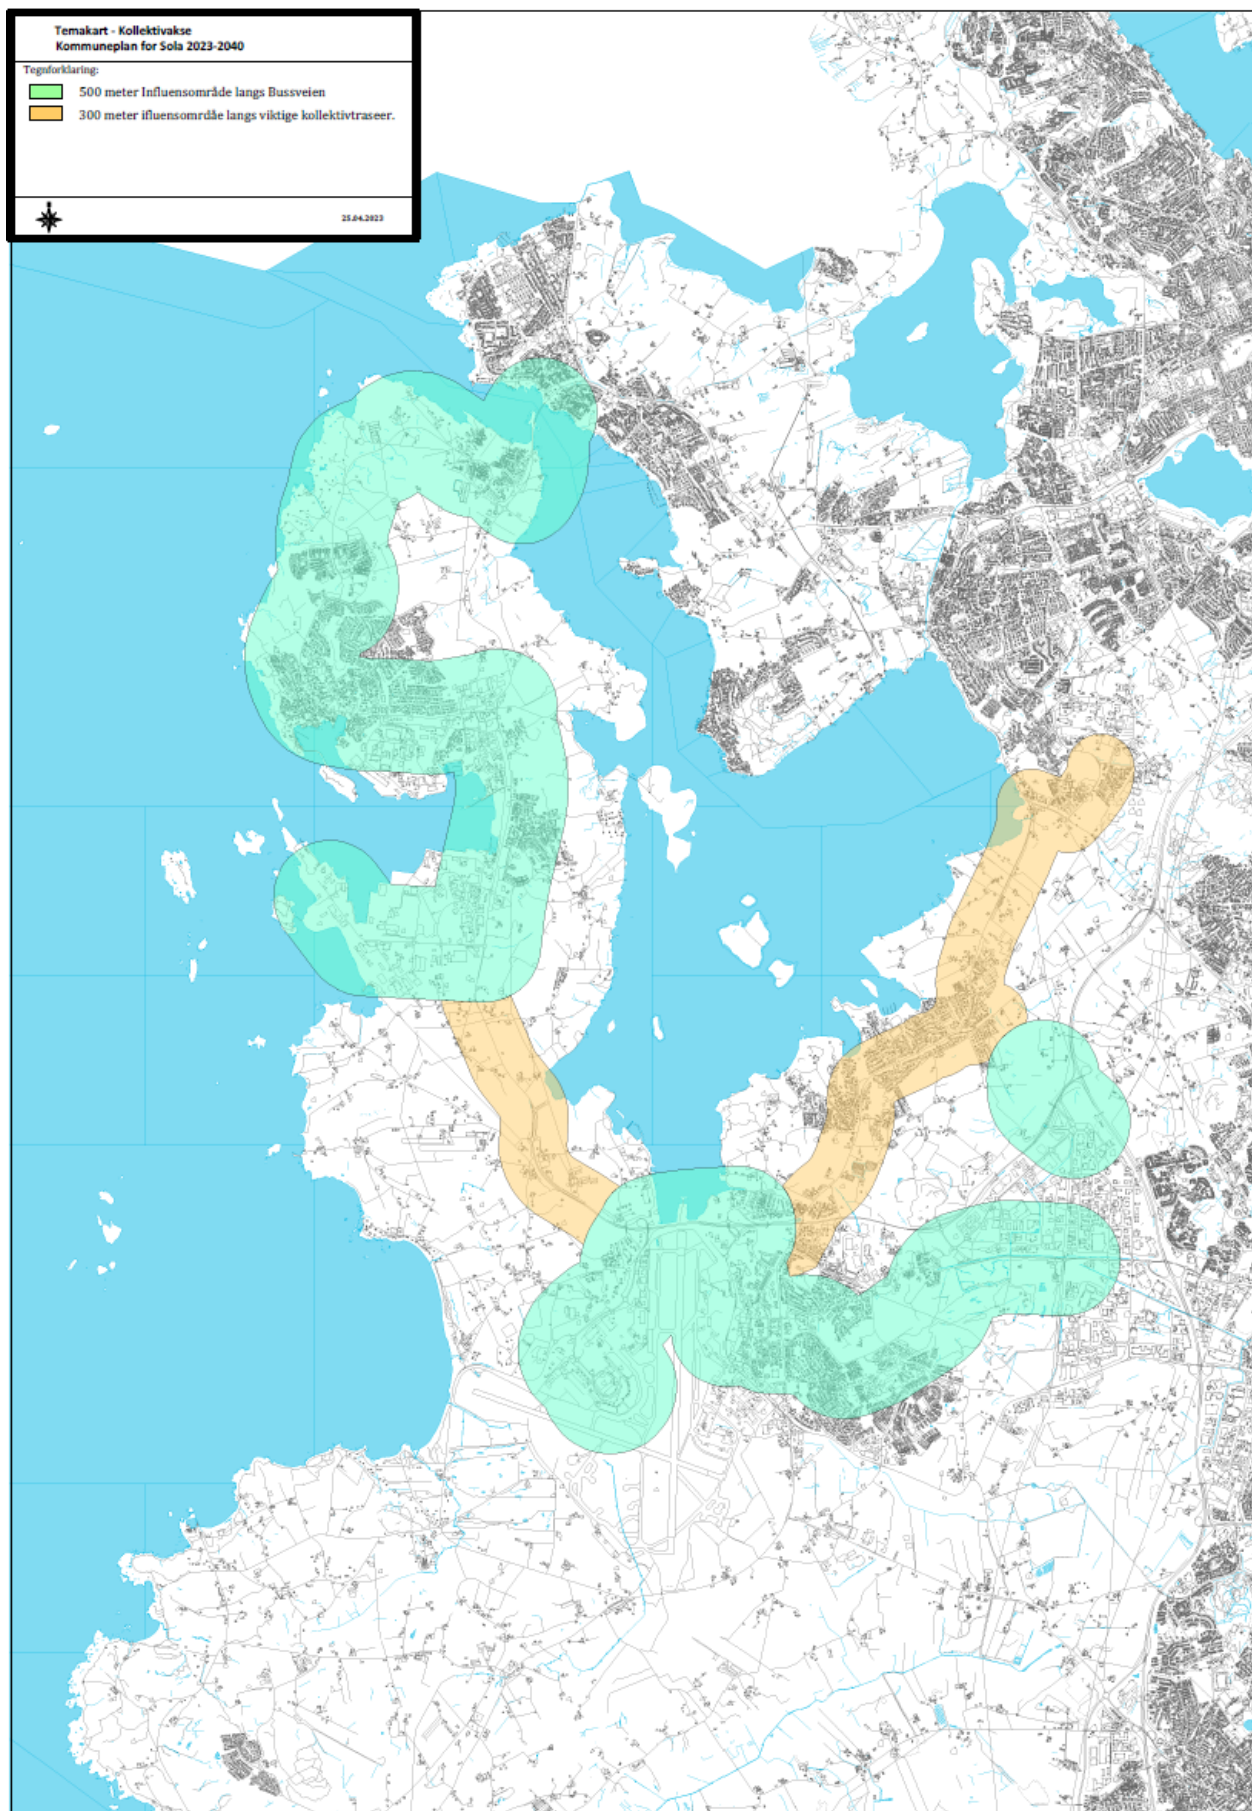 Temakart - Kollektivakse
Kommuneplan for Sola 2023-2040
Tegnforklaring:
500 meter Influensområde langs Bussveien
300 meter ifluensomrdåe langs viktige kollektivtraseer.
25.04.2023